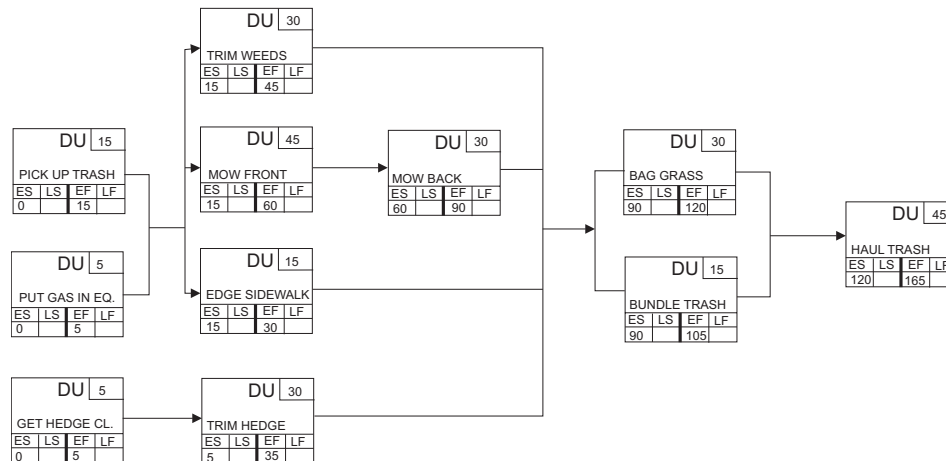 DU 30
TRIM WEEDS
ES LS EF LF
15 45
DU 15
PICK UP TRASH
ES LS EF LF
0 15
DU 45
MOW FRONT
ES LS EF LF
15 60
DU 30
MOW BACK
ES LS EF LF
60 90
DU 30
BAG GRASS
ES LS EF LF
90 120
DU 45
HAUL TRASH
ES LS EF LF
120 165
DU 5
PUT GAS IN EQ.
ES LS EF LF
0 5
DU 15
EDGE SIDEWALK
ES LS EF LF
15 30
DU 15
BUNDLE TRASH
ES LS EF LF
90 105
DU 5
GET HEDGE CL.
ES LS EF LF
0 5
DU 30
TRIM HEDGE
ES LS EF LF
5 35